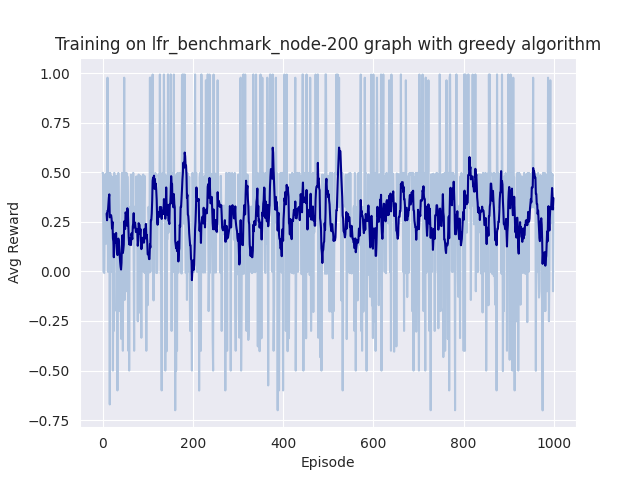 Training on lfr_benchmark_node-200 graph with greedy algorithm
1.00
0.75
0.50
0.25
0.00
−0.25
−0.50
−0.75
Avg Reward
0 200 400 600 800 1000
Episode